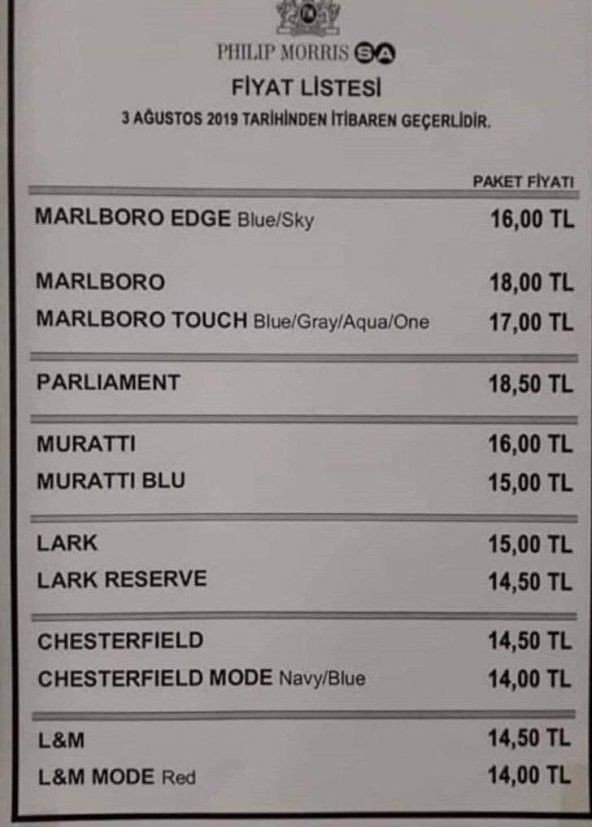 PM
PHILIP MORRIS SA
FİYAT LİSTESİ
3 AĞUSTOS 2019 TARİHİNDEN İTİBAREN GEÇERLİDİR.
PAKET FİYATI
MARLBORO EDGE Blue/Sky 16,00 TL
MARLBORO 18,00 TL
MARLBORO TOUCH Blue/Gray/Aqua/One 17,00 TL
PARLIAMENT 18,50 TL
MURATTI 16,00 TL
MURATTI BLU 15,00 TL
LARK 15,00 TL
LARK RESERVE 14,50 TL
CHESTERFIELD 14,50 TL
CHESTERFIELD MODE Navy/Blue 14,00 TL
L&M 14,50 TL
L&M MODE Red 14,00 TL